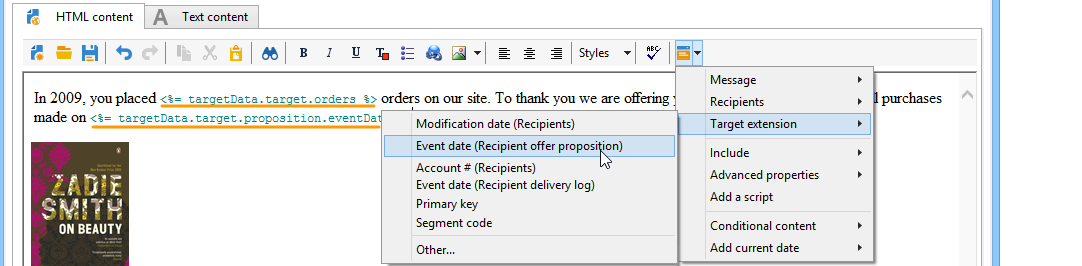 HTML content
A Text content
B I U T Styles ABC
In 2009, you placed <%= targetData.target.orders %> orders on our site. To thank you we are offering y
l purchases
made on <%= targetData.target.proposition.eventDat
ZADIE
SMITH
ON BEAUTY
Message
Recipients
Target extension
Include
Advanced properties
Add a script
Conditional content
Add current date
Modification date (Recipients)
Event date (Recipient offer proposition)
Account # (Recipients)
Event date (Recipient delivery log)
Primary key
Segment code
Other...